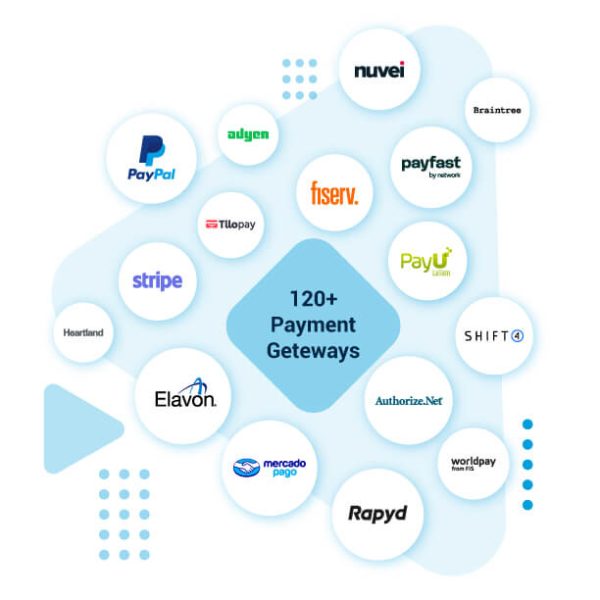 nuvei
Braintree
adyen
PayPal
payfast
by network
fiserv.
Tilopay
PayU
LATAM
stripe
120+
Payment
Geteways
Heartland
SHIFT4
Elavon
Authorize.Net
mercado
pago
worldpay
from FIS
Rapyd